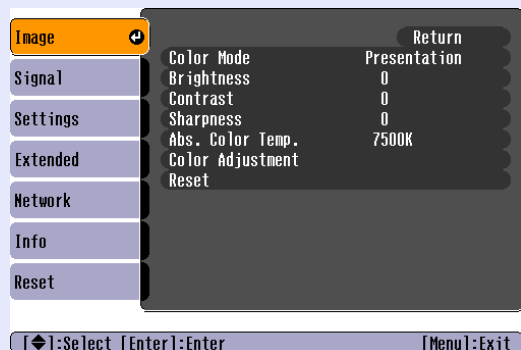 Image
Signal
Settings
Extended
Network
Info
Reset
Return
Color Mode Presentation
Brightness 0
Contrast 0
Sharpness 0
Abs. Color Temp. 7500K
Color Adjustment
Reset
[◆]:Select [Enter]:Enter [Menu]:Exit